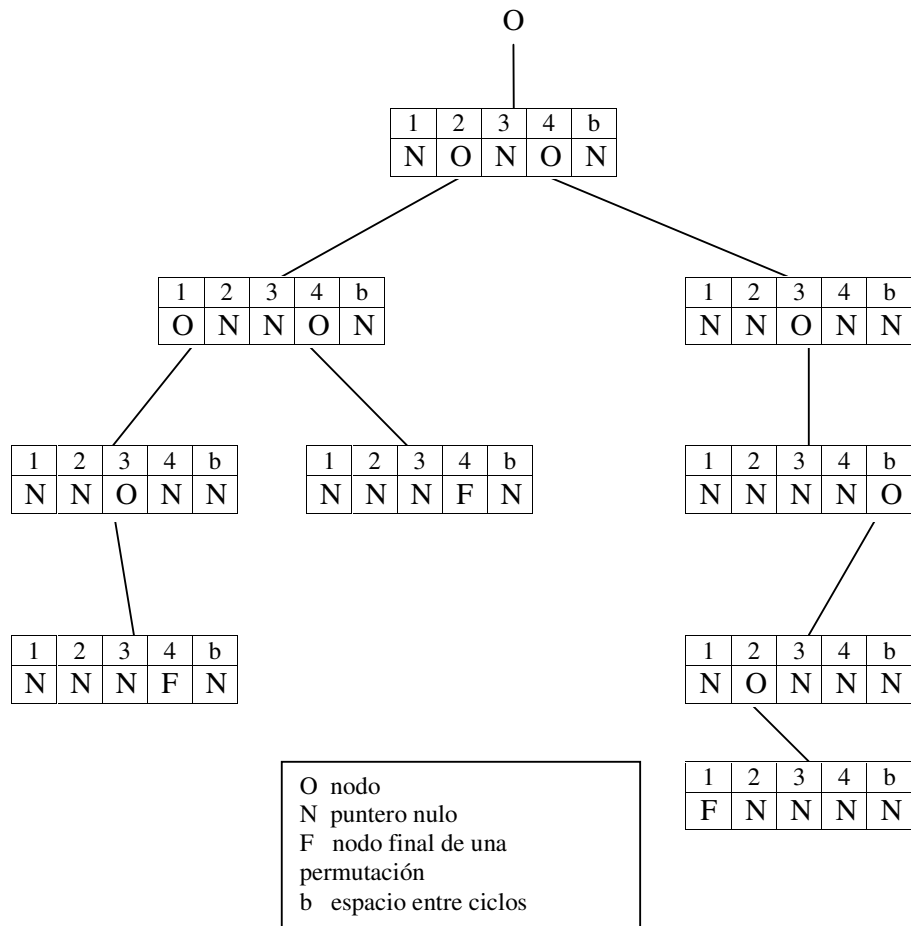 O
1 2 3 4 b
N O N O N
1 2 3 4 b
O N N O N
1 2 3 4 b
N N O N N
1 2 3 4 b
N N O N N
1 2 3 4 b
N N N F N
1 2 3 4 b
N N N N O
1 2 3 4 b
N N N F N
1 2 3 4 b
N O N N N
1 2 3 4 b
F N N N N
O nodo
N puntero nulo
F nodo final de una
permutación
b espacio entre ciclos